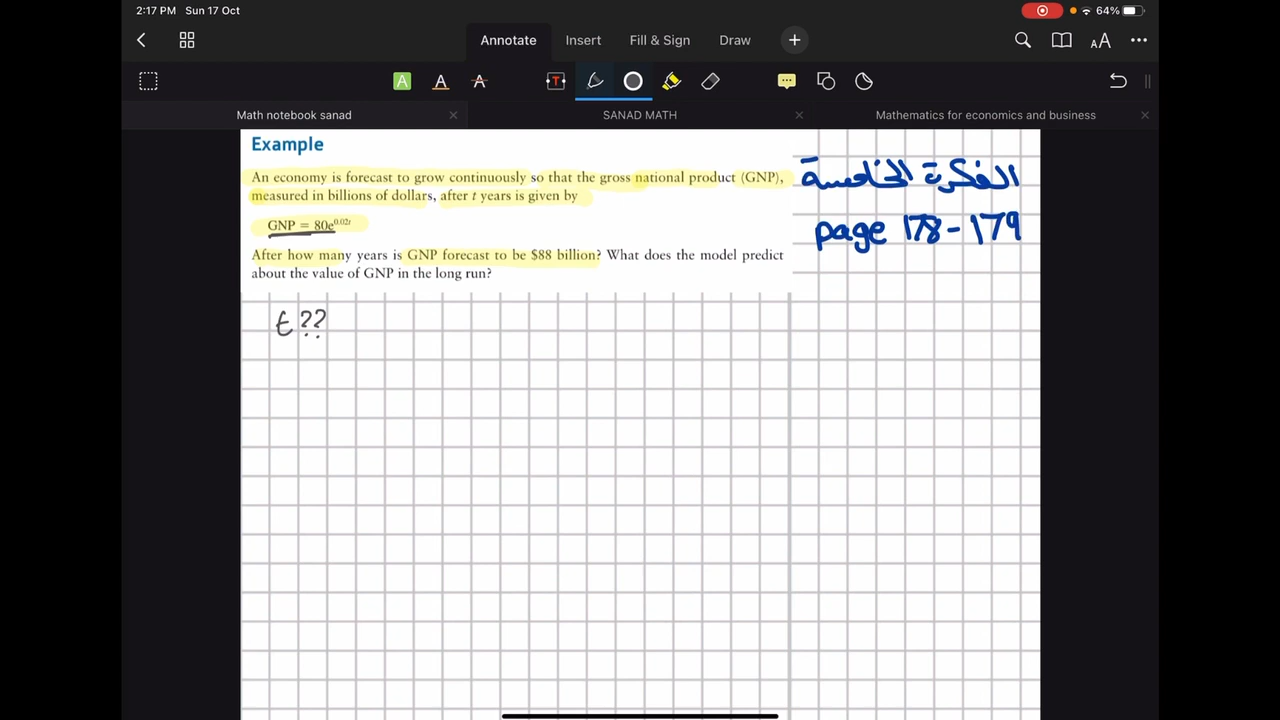 2:17 PM Sun 17 Oct 64%
Annotate Insert Fill & Sign Draw
Math notebook sanad SANAD MATH Mathematics for economics and business
Example
An economy is forecast to grow continuously so that the gross national product (GNP),
measured in billions of dollars, after t years is given by
GNP = 80e^0.02t
After how many years is GNP forecast to be $88 billion? What does the model predict
about the value of GNP in the long run?
الفكرة الخامسة
page 178-179
t??